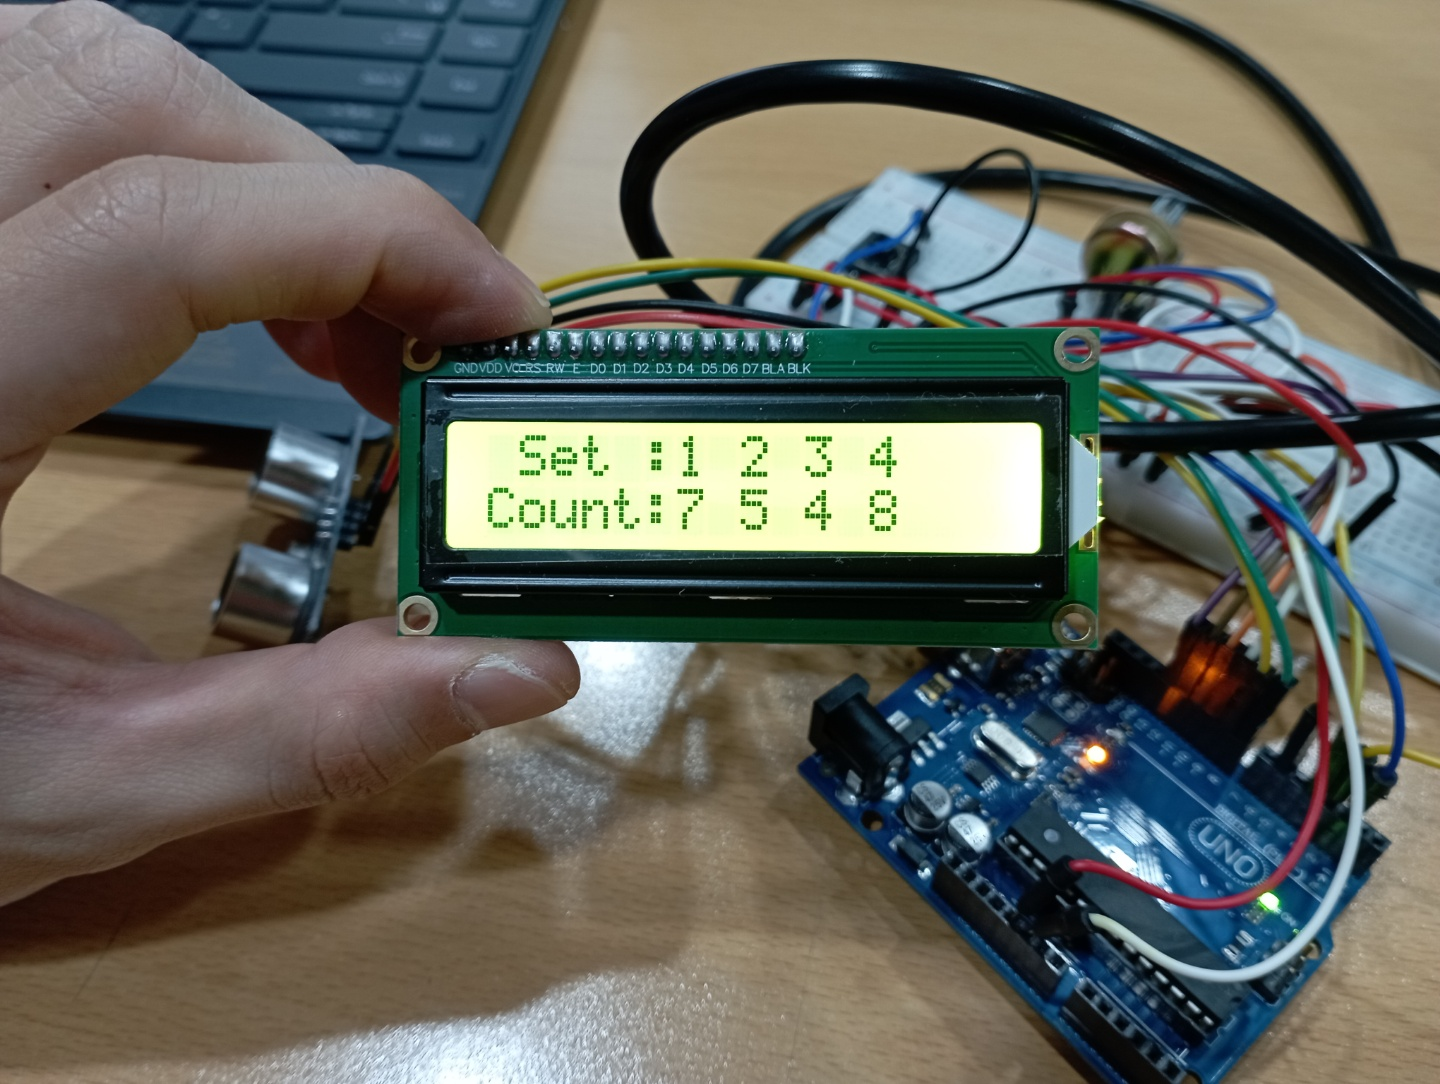 GND VDD VCC RS RW E D0 D1 D2 D3 D4 D5 D6 D7 BLA BLK
Set :1 2 3 4
Count:7 5 4 8
UNO
ON